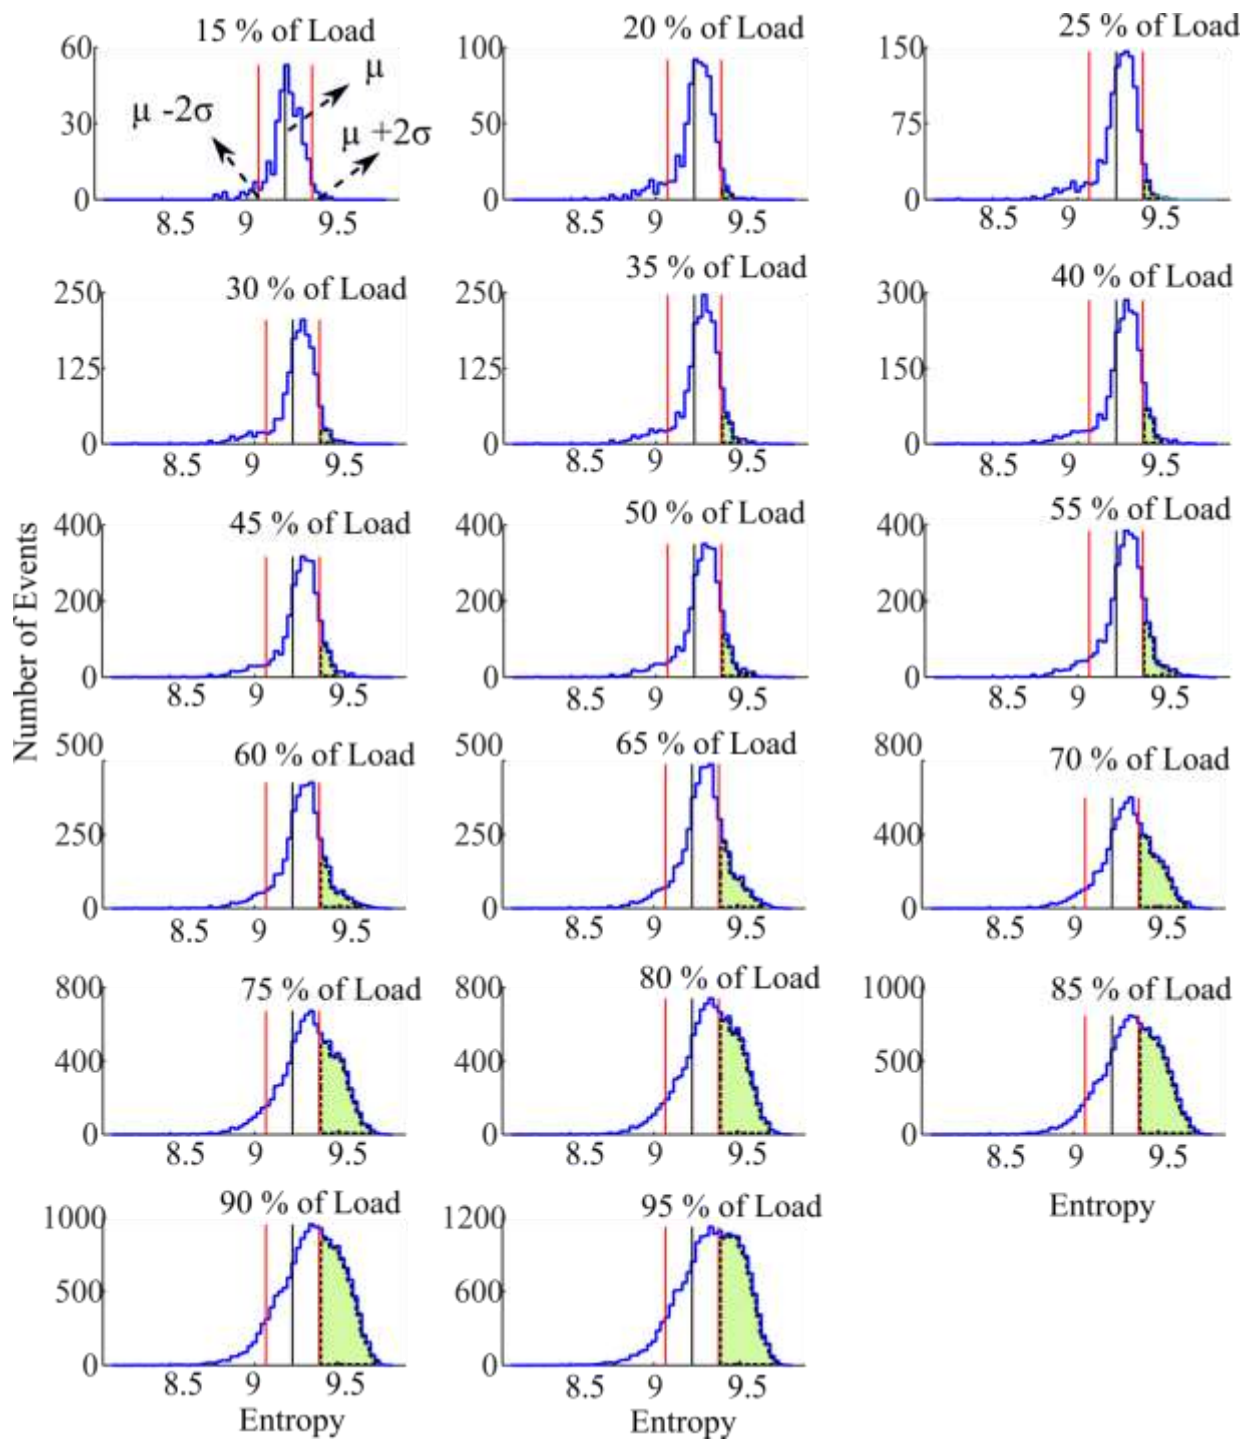 15 % of Load
60
30
0
8.5 9 9.5
μ -2σ
μ
μ +2σ
20 % of Load
100
50
0
8.5 9 9.5
25 % of Load
150
75
0
8.5 9 9.5
30 % of Load
250
125
0
8.5 9 9.5
35 % of Load
250
125
0
8.5 9 9.5
40 % of Load
300
150
0
8.5 9 9.5
Number of Events
45 % of Load
400
200
0
8.5 9 9.5
50 % of Load
400
200
0
8.5 9 9.5
55 % of Load
400
200
0
8.5 9 9.5
60 % of Load
500
250
0
8.5 9 9.5
65 % of Load
500
250
0
8.5 9 9.5
70 % of Load
800
400
0
8.5 9 9.5
75 % of Load
800
400
0
8.5 9 9.5
80 % of Load
800
400
0
8.5 9 9.5
85 % of Load
1000
500
0
8.5 9 9.5
Entropy
90 % of Load
1000
500
0
8.5 9 9.5
Entropy
95 % of Load
1200
600
0
8.5 9 9.5
Entropy